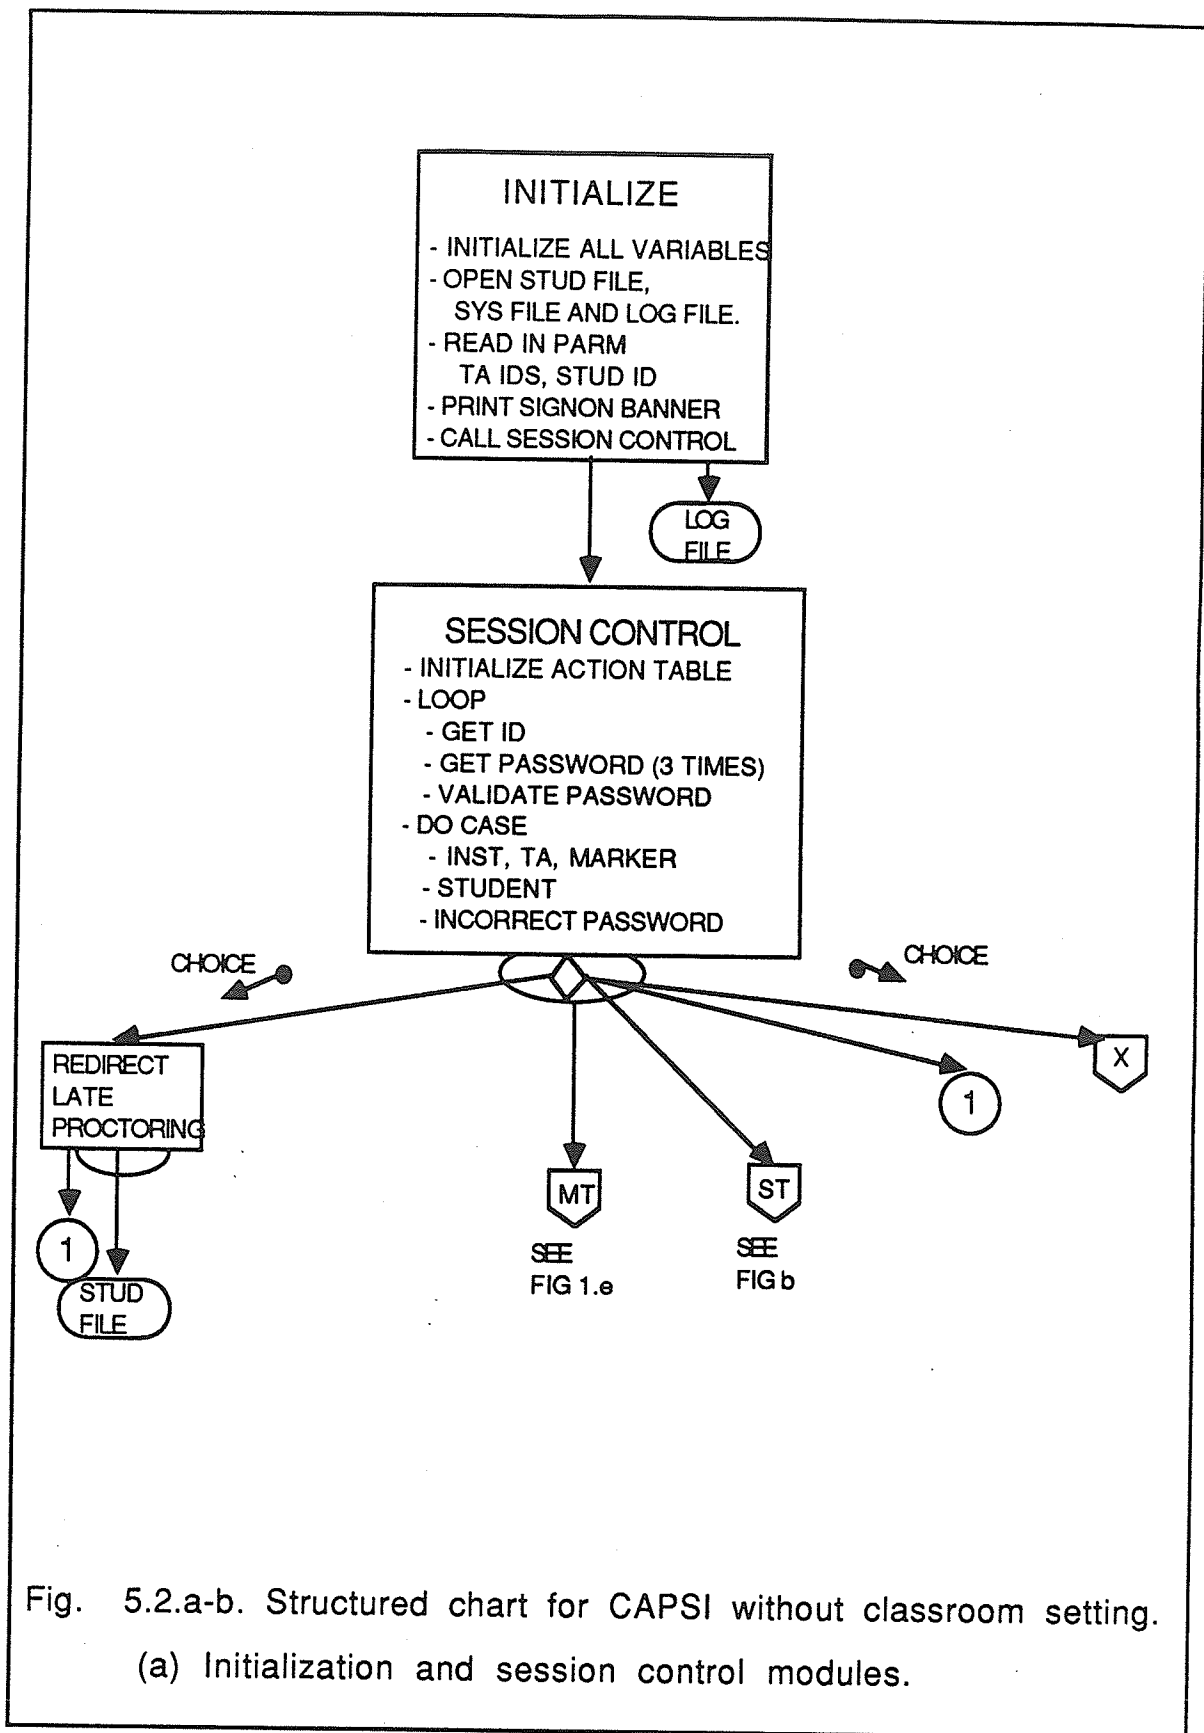 INITIALIZE
- INITIALIZE ALL VARIABLES
- OPEN STUD FILE,
SYS FILE AND LOG FILE.
- READ IN PARM
TA IDS, STUD ID
- PRINT SIGNON BANNER
- CALL SESSION CONTROL
LOG
FILE
SESSION CONTROL
- INITIALIZE ACTION TABLE
- LOOP
- GET ID
- GET PASSWORD (3 TIMES)
- VALIDATE PASSWORD
- DO CASE
- INST, TA, MARKER
- STUDENT
- INCORRECT PASSWORD
CHOICE
CHOICE
REDIRECT
LATE
PROCTORING
X
1
1
STUD
FILE
MT
SEE
FIG 1.e
ST
SEE
FIG b
Fig. 5.2.a-b. Structured chart for CAPSI without classroom setting.
(a) Initialization and session control modules.